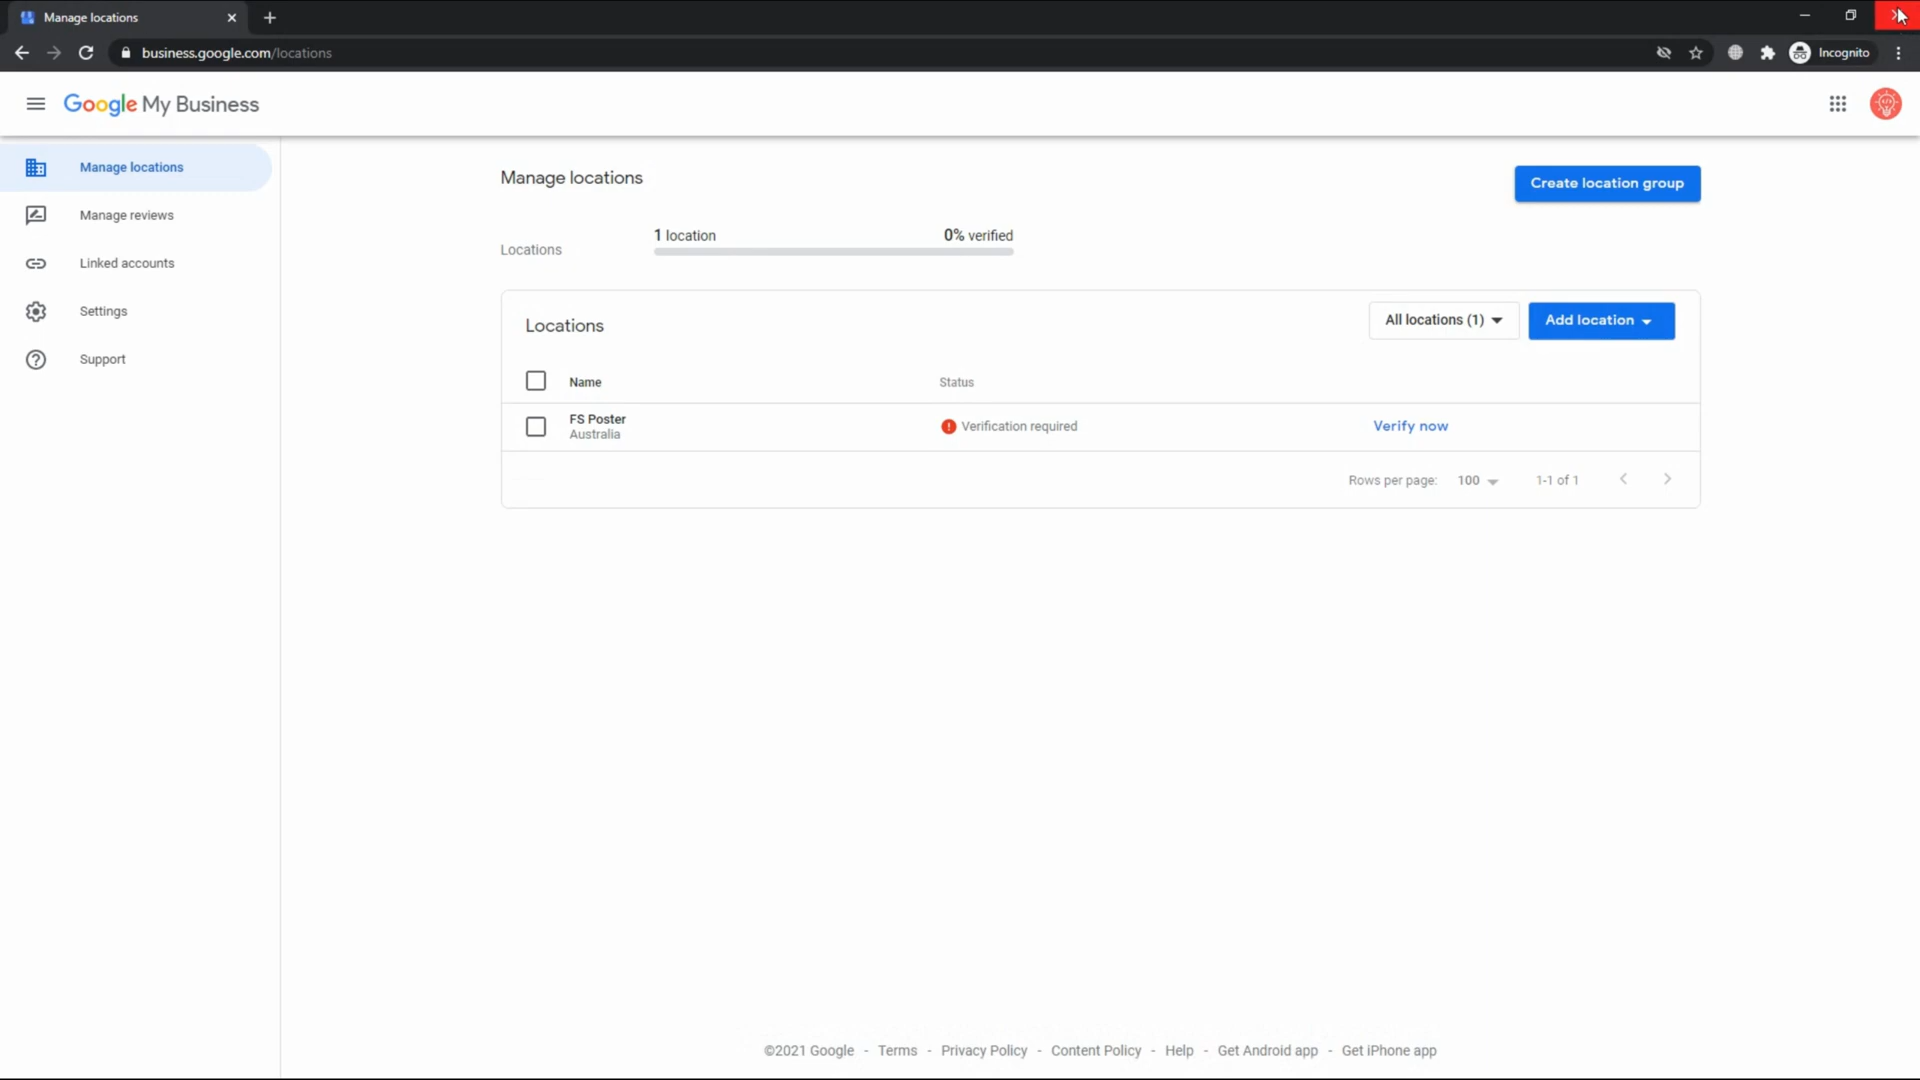 Manage locations
business.google.com/locations
Incognito
Google My Business
Manage locations
Manage reviews
Linked accounts
Settings
Support
Manage locations
Create location group
Locations
1 location
0% verified
Locations
All locations (1)
Add location
Name
Status
FS Poster
Australia
Verification required
Verify now
Rows per page: 100
1-1 of 1
©2021 Google - Terms - Privacy Policy - Content Policy - Help - Get Android app - Get iPhone app